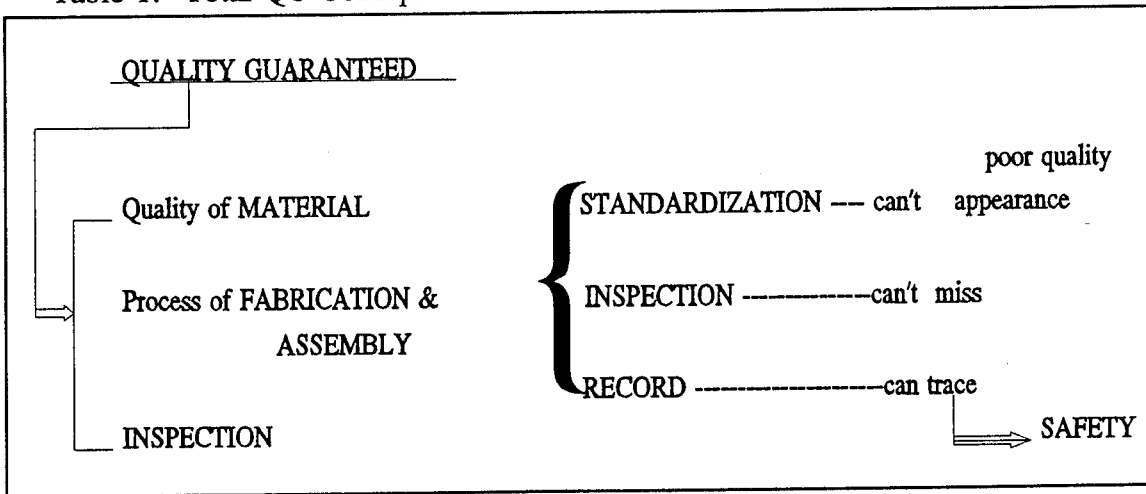 QUALITY GUARANTEED
poor quality
Quality of MATERIAL
STANDARDIZATION --- can't appearance
Process of FABRICATION &
ASSEMBLY
INSPECTION -------------can't miss
RECORD -------------------can trace
INSPECTION
SAFETY